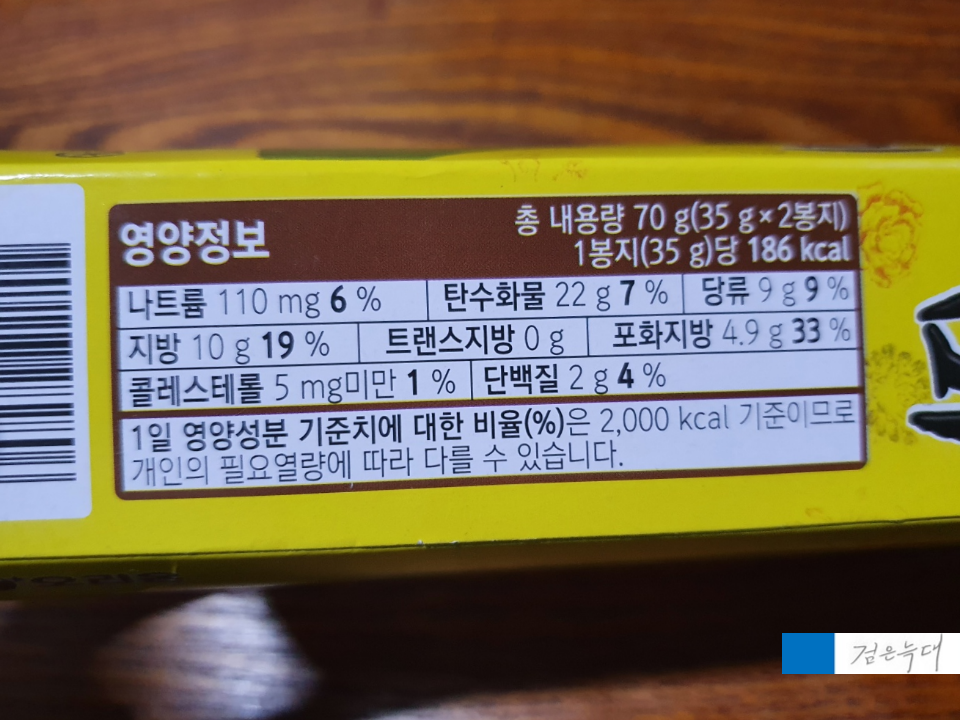 영양정보
총 내용량 70 g(35 g×2봉지)
1봉지(35 g)당 186 kcal
나트륨 110 mg 6 % 탄수화물 22 g 7 % 당류 9 g 9 %
지방 10 g 19 % 트랜스지방 0 g 포화지방 4.9 g 33 %
콜레스테롤 5 mg미만 1 % 단백질 2 g 4 %
1일 영양성분 기준치에 대한 비율(%)은 2,000 kcal 기준이므로
개인의 필요열량에 따라 다를 수 있습니다.
검은늑대